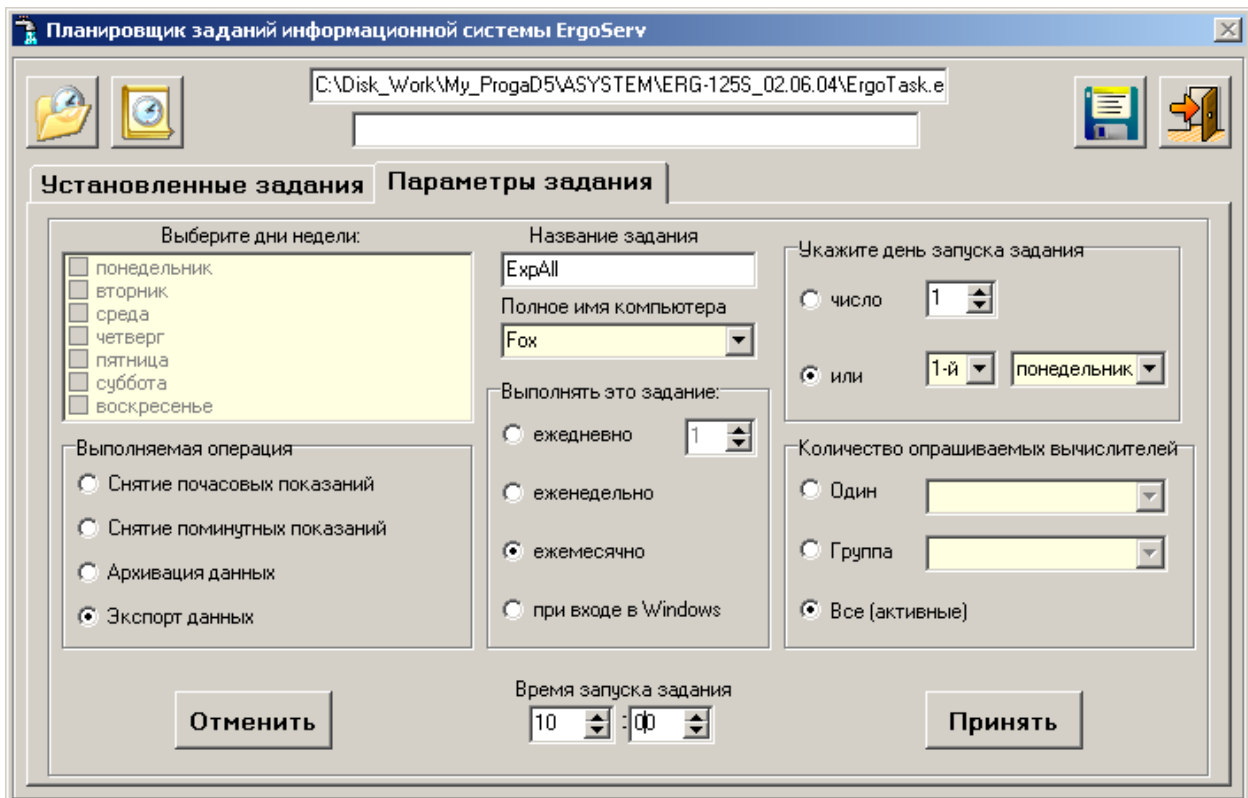 Планировщик заданий информационной системы ErgoServ
C:\Disk_Work\My_ProgaD5\ASYSTEM\ERG-125S_02.06.04\ErgoTask.e
Установленные задания
Параметры задания
Выберите дни недели:
понедельник
вторник
среда
четверг
пятница
суббота
воскресенье
Выполняемая операция
Снятие почасовых показаний
Снятие поминутных показаний
Архивация данных
Экспорт данных
Название задания
ExpAll
Полное имя компьютера
Fox
Выполнять это задание:
ежедневно 1
еженедельно
ежемесячно
при входе в Windows
Укажите день запуска задания
число 1
или 1-й понедельник
Количество опрашиваемых вычислителей
Один
Группа
Все (активные)
Отменить
Время запуска задания
10 : 00
Принять